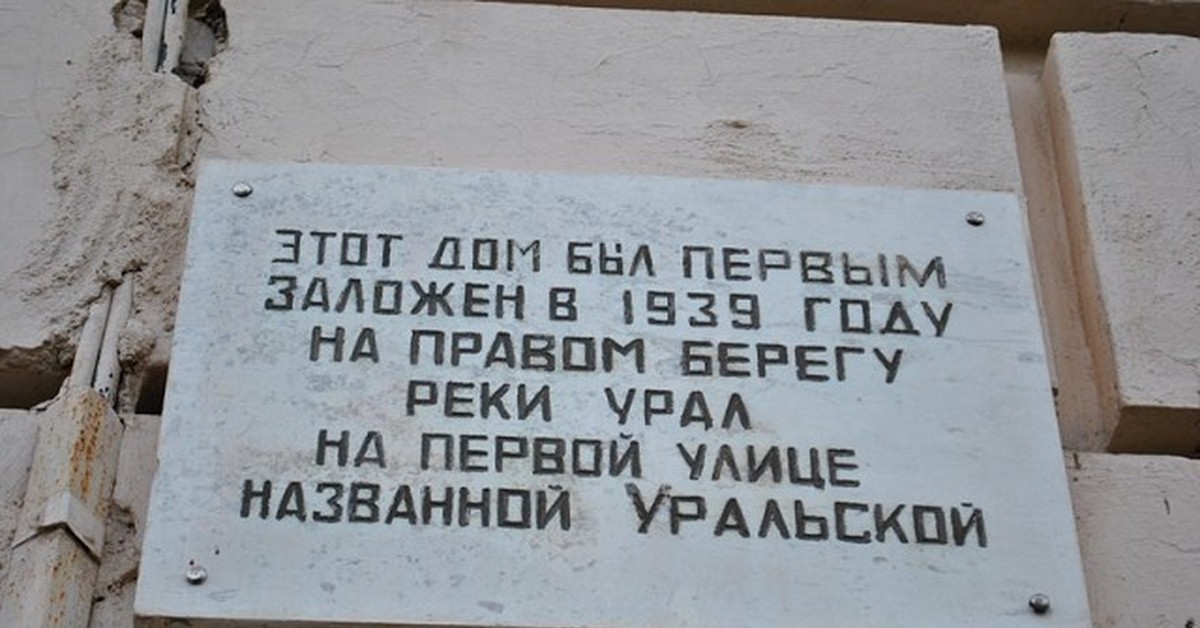 ЭТОТ ДОМ БЫЛ ПЕРВЫМ
ЗАЛОЖЕН В 1939 ГОДУ
НА ПРАВОМ БЕРЕГУ
РЕКИ УРАЛ
НА ПЕРВОЙ УЛИЦЕ
НАЗВАННОЙ УРАЛЬСКОЙ